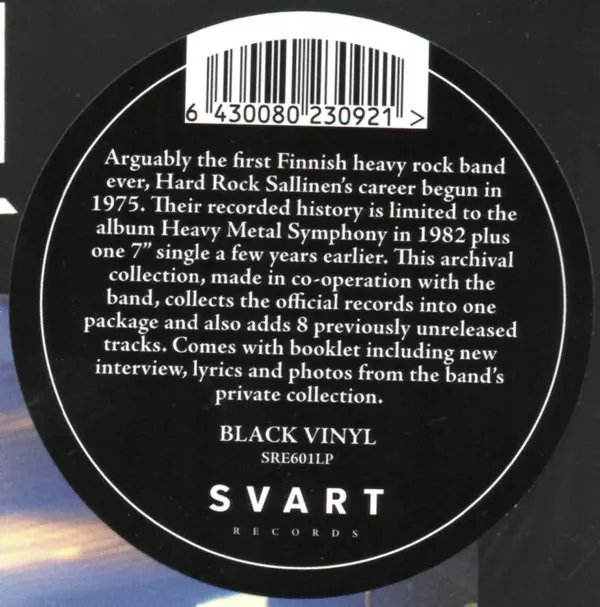 6 430080 230921 >
Arguably the first Finnish heavy rock band
ever, Hard Rock Sallinen's career begun in
1975. Their recorded history is limited to the
album Heavy Metal Symphony in 1982 plus
one 7” single a few years earlier. This archival
collection, made in co-operation with the
band, collects the official records into one
package and also adds 8 previously unreleased
tracks. Comes with booklet including new
interview, lyrics and photos from the band's
private collection.
BLACK VINYL
SRE601LP
SVART
RECORDS